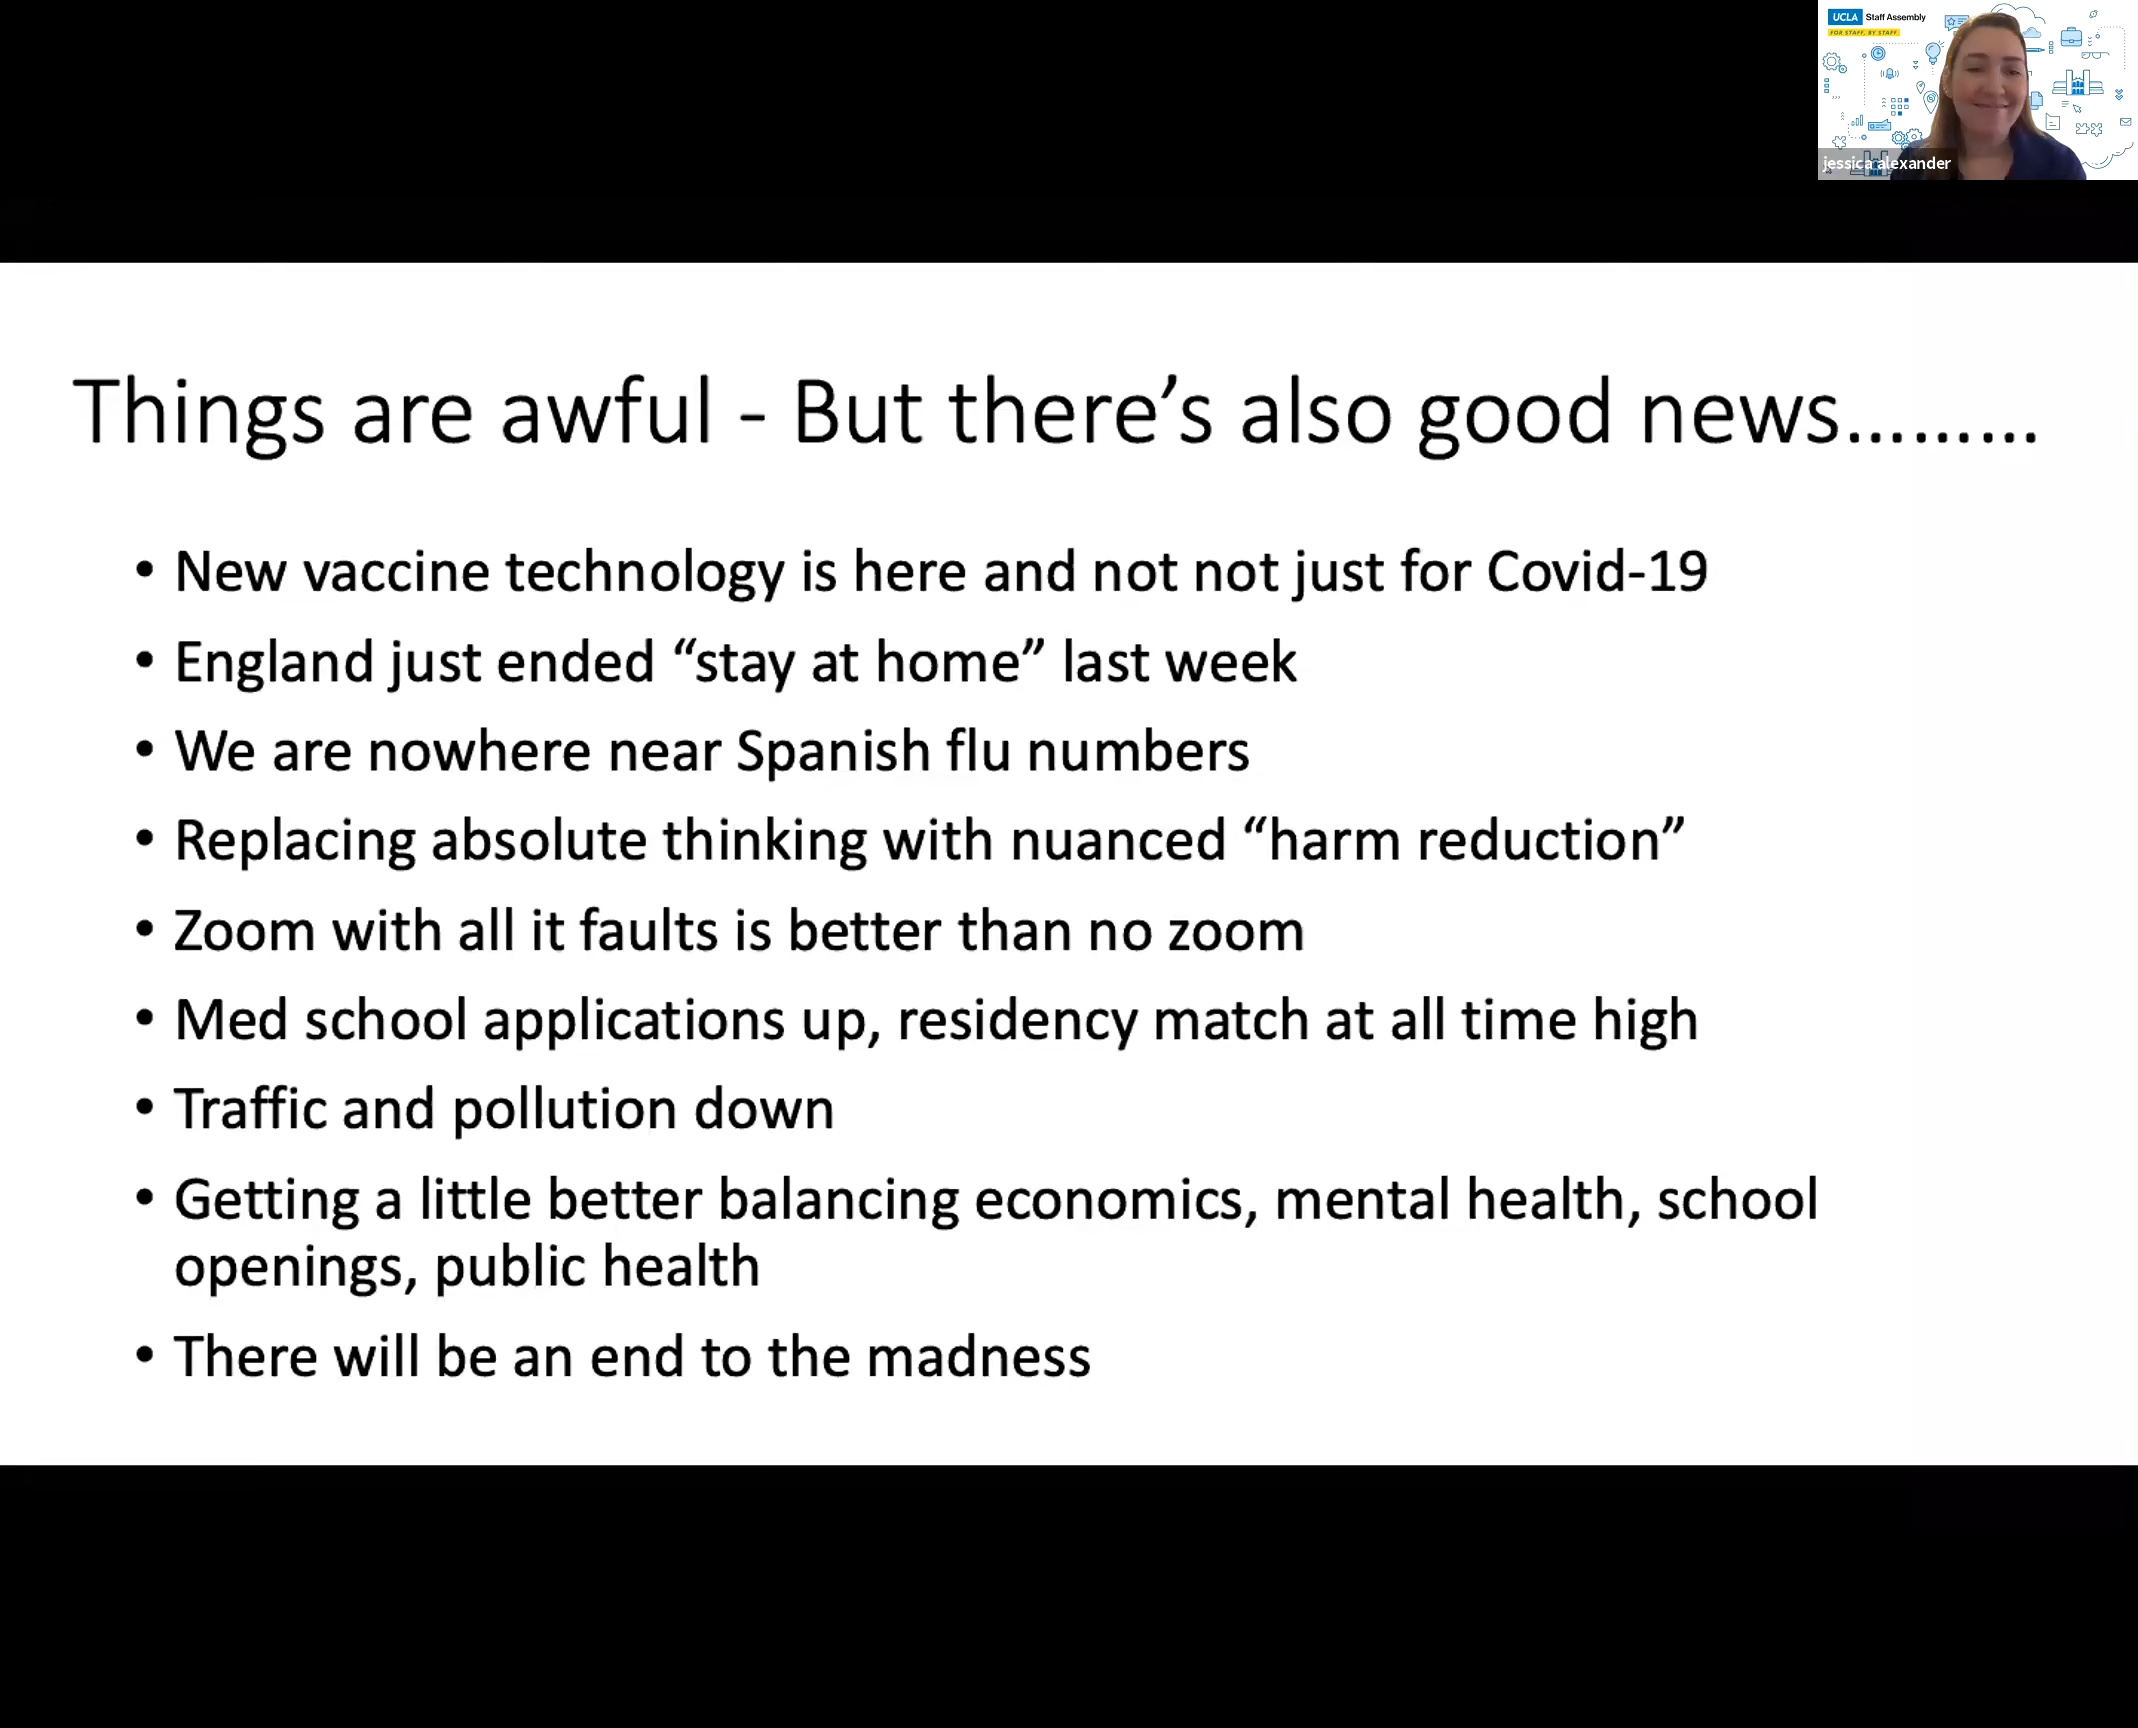 UCLA Staff Assembly
FOR STAFF, BY STAFF.
jessica alexander
Things are awful - But there’s also good news.........
• New vaccine technology is here and not not just for Covid-19
• England just ended “stay at home” last week
• We are nowhere near Spanish flu numbers
• Replacing absolute thinking with nuanced “harm reduction”
• Zoom with all it faults is better than no zoom
• Med school applications up, residency match at all time high
• Traffic and pollution down
• Getting a little better balancing economics, mental health, school
openings, public health
• There will be an end to the madness